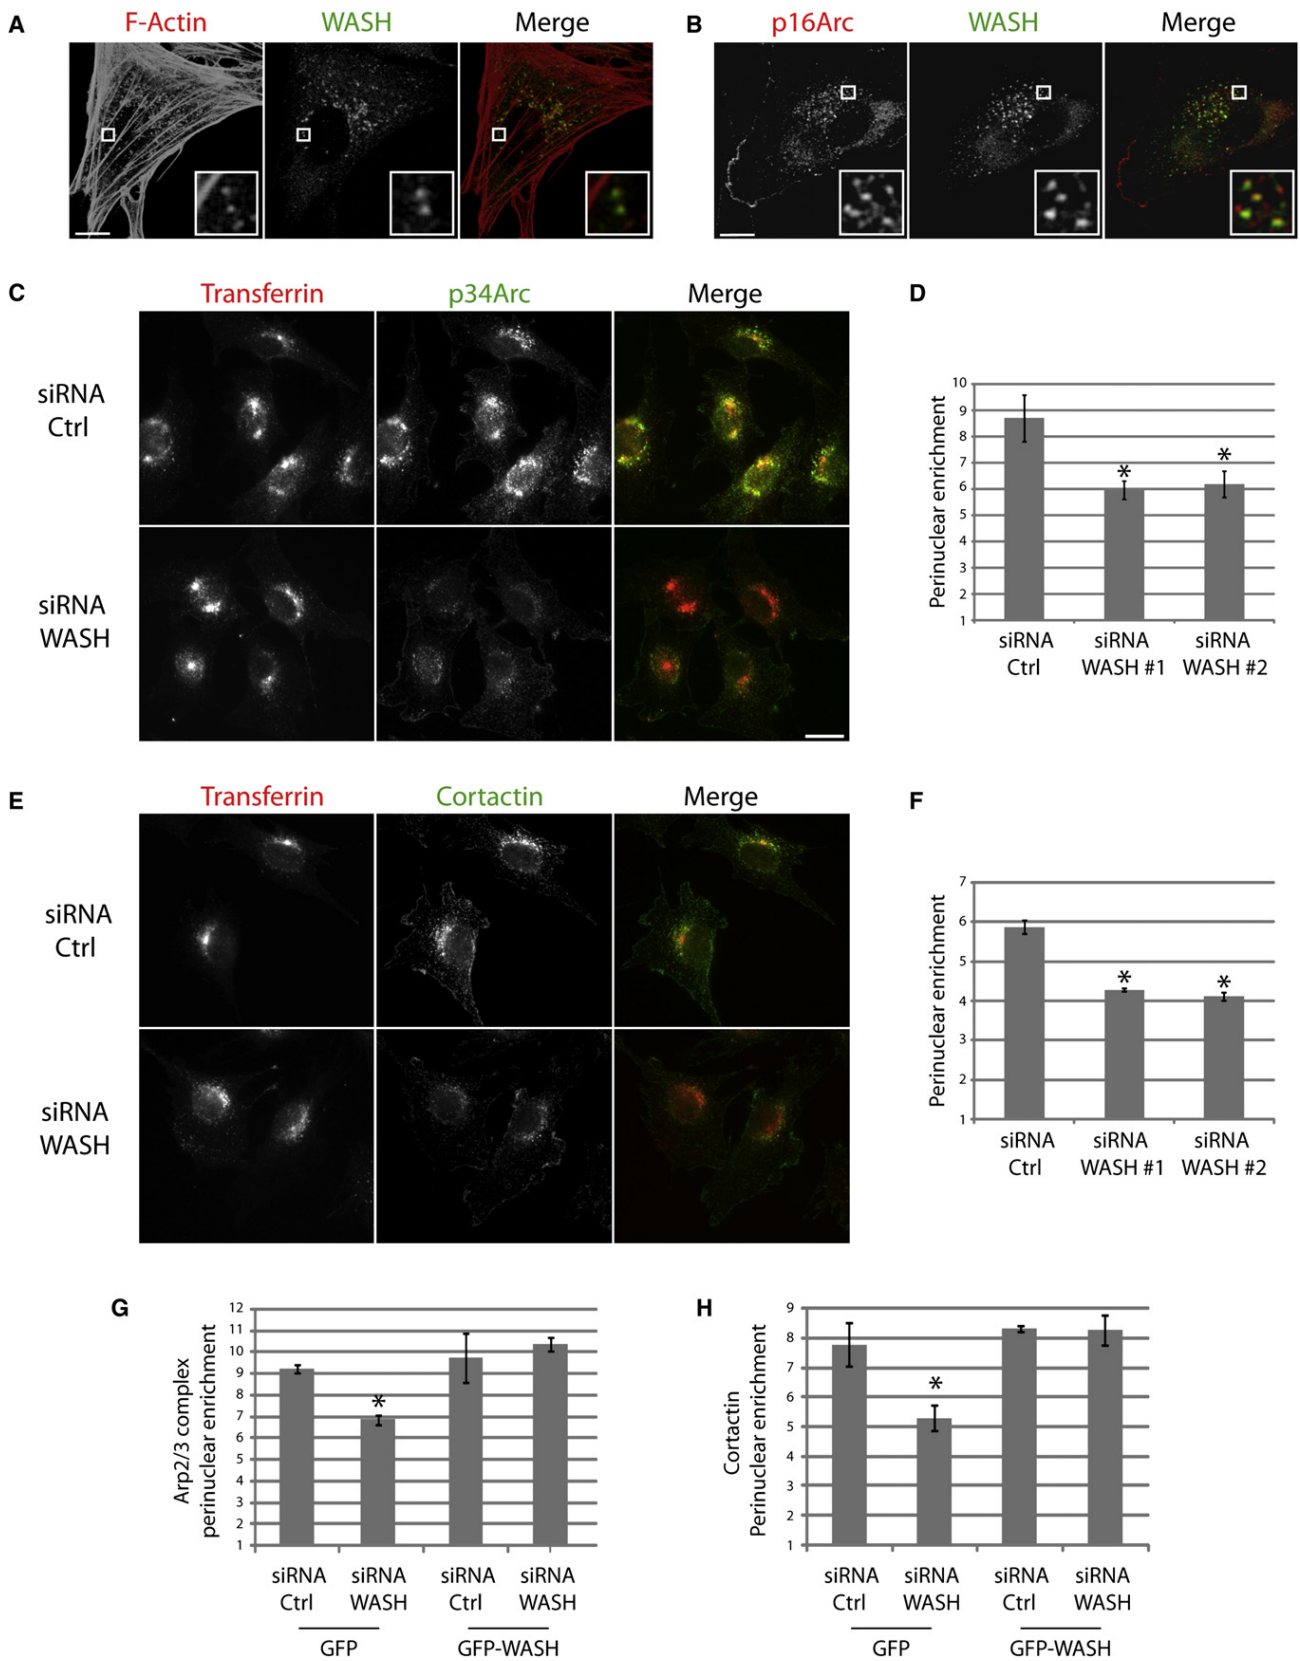 A
F-Actin
WASH
Merge
B
p16Arc
WASH
Merge
C
Transferrin
p34Arc
Merge
siRNA
Ctrl
siRNA
WASH
D
Perinuclear enrichment
10
9
8
7
6
5
4
3
2
1
*
*
siRNA
Ctrl
siRNA
WASH #1
siRNA
WASH #2
E
Transferrin
Cortactin
Merge
siRNA
Ctrl
siRNA
WASH
F
Perinuclear enrichment
7
6
5
4
3
2
1
*
*
siRNA
Ctrl
siRNA
WASH #1
siRNA
WASH #2
G
Arp2/3 complex
perinuclear enrichment
12
11
10
9
8
7
6
5
4
3
2
1
*
siRNA
Ctrl
siRNA
WASH
siRNA
Ctrl
siRNA
WASH
GFP
GFP-WASH
H
Cortactin
Perinuclear enrichment
9
8
7
6
5
4
3
2
1
*
siRNA
Ctrl
siRNA
WASH
siRNA
Ctrl
siRNA
WASH
GFP
GFP-WASH